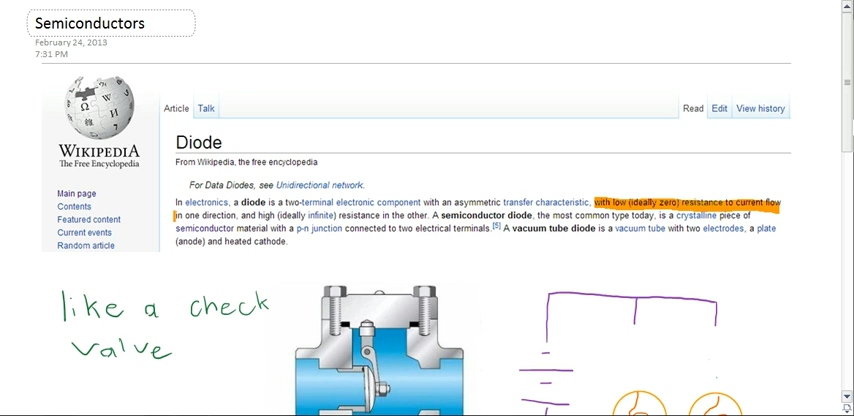 Semiconductors
February 24, 2013
7:31 PM
WIKIPEDIA
The Free Encyclopedia
Main page
Contents
Featured content
Current events
Random article
Article Talk Read Edit View history
Diode
From Wikipedia, the free encyclopedia
For Data Diodes, see Unidirectional network.
In electronics, a diode is a two-terminal electronic component with an asymmetric transfer characteristic, with low (ideally zero) resistance to current flow
in one direction, and high (ideally infinite) resistance in the other. A semiconductor diode, the most common type today, is a crystalline piece of
semiconductor material with a p-n junction connected to two electrical terminals.[5] A vacuum tube diode is a vacuum tube with two electrodes, a plate
(anode) and heated cathode.
like a check
valve